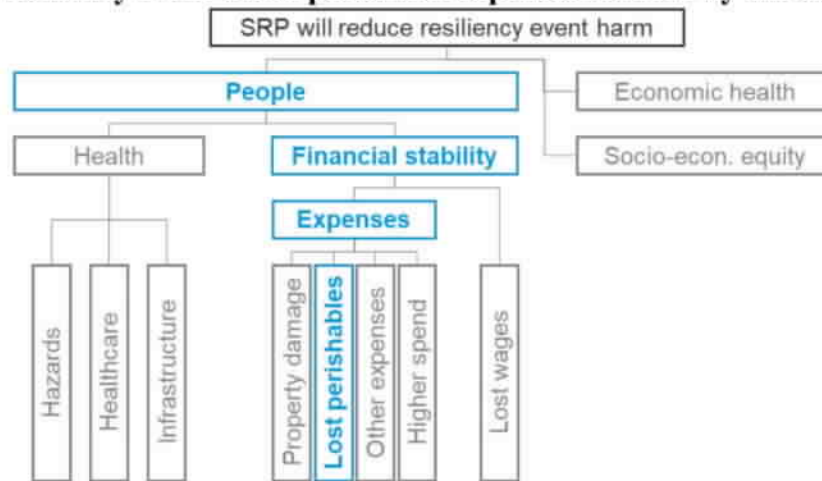 SRP will reduce resiliency event harm
People
Economic health
Health
Financial stability
Socio-econ. equity
Expenses
Hazards
Healthcare
Infrastructure
Property damage
Lost perishables
Other expenses
Higher spend
Lost wages